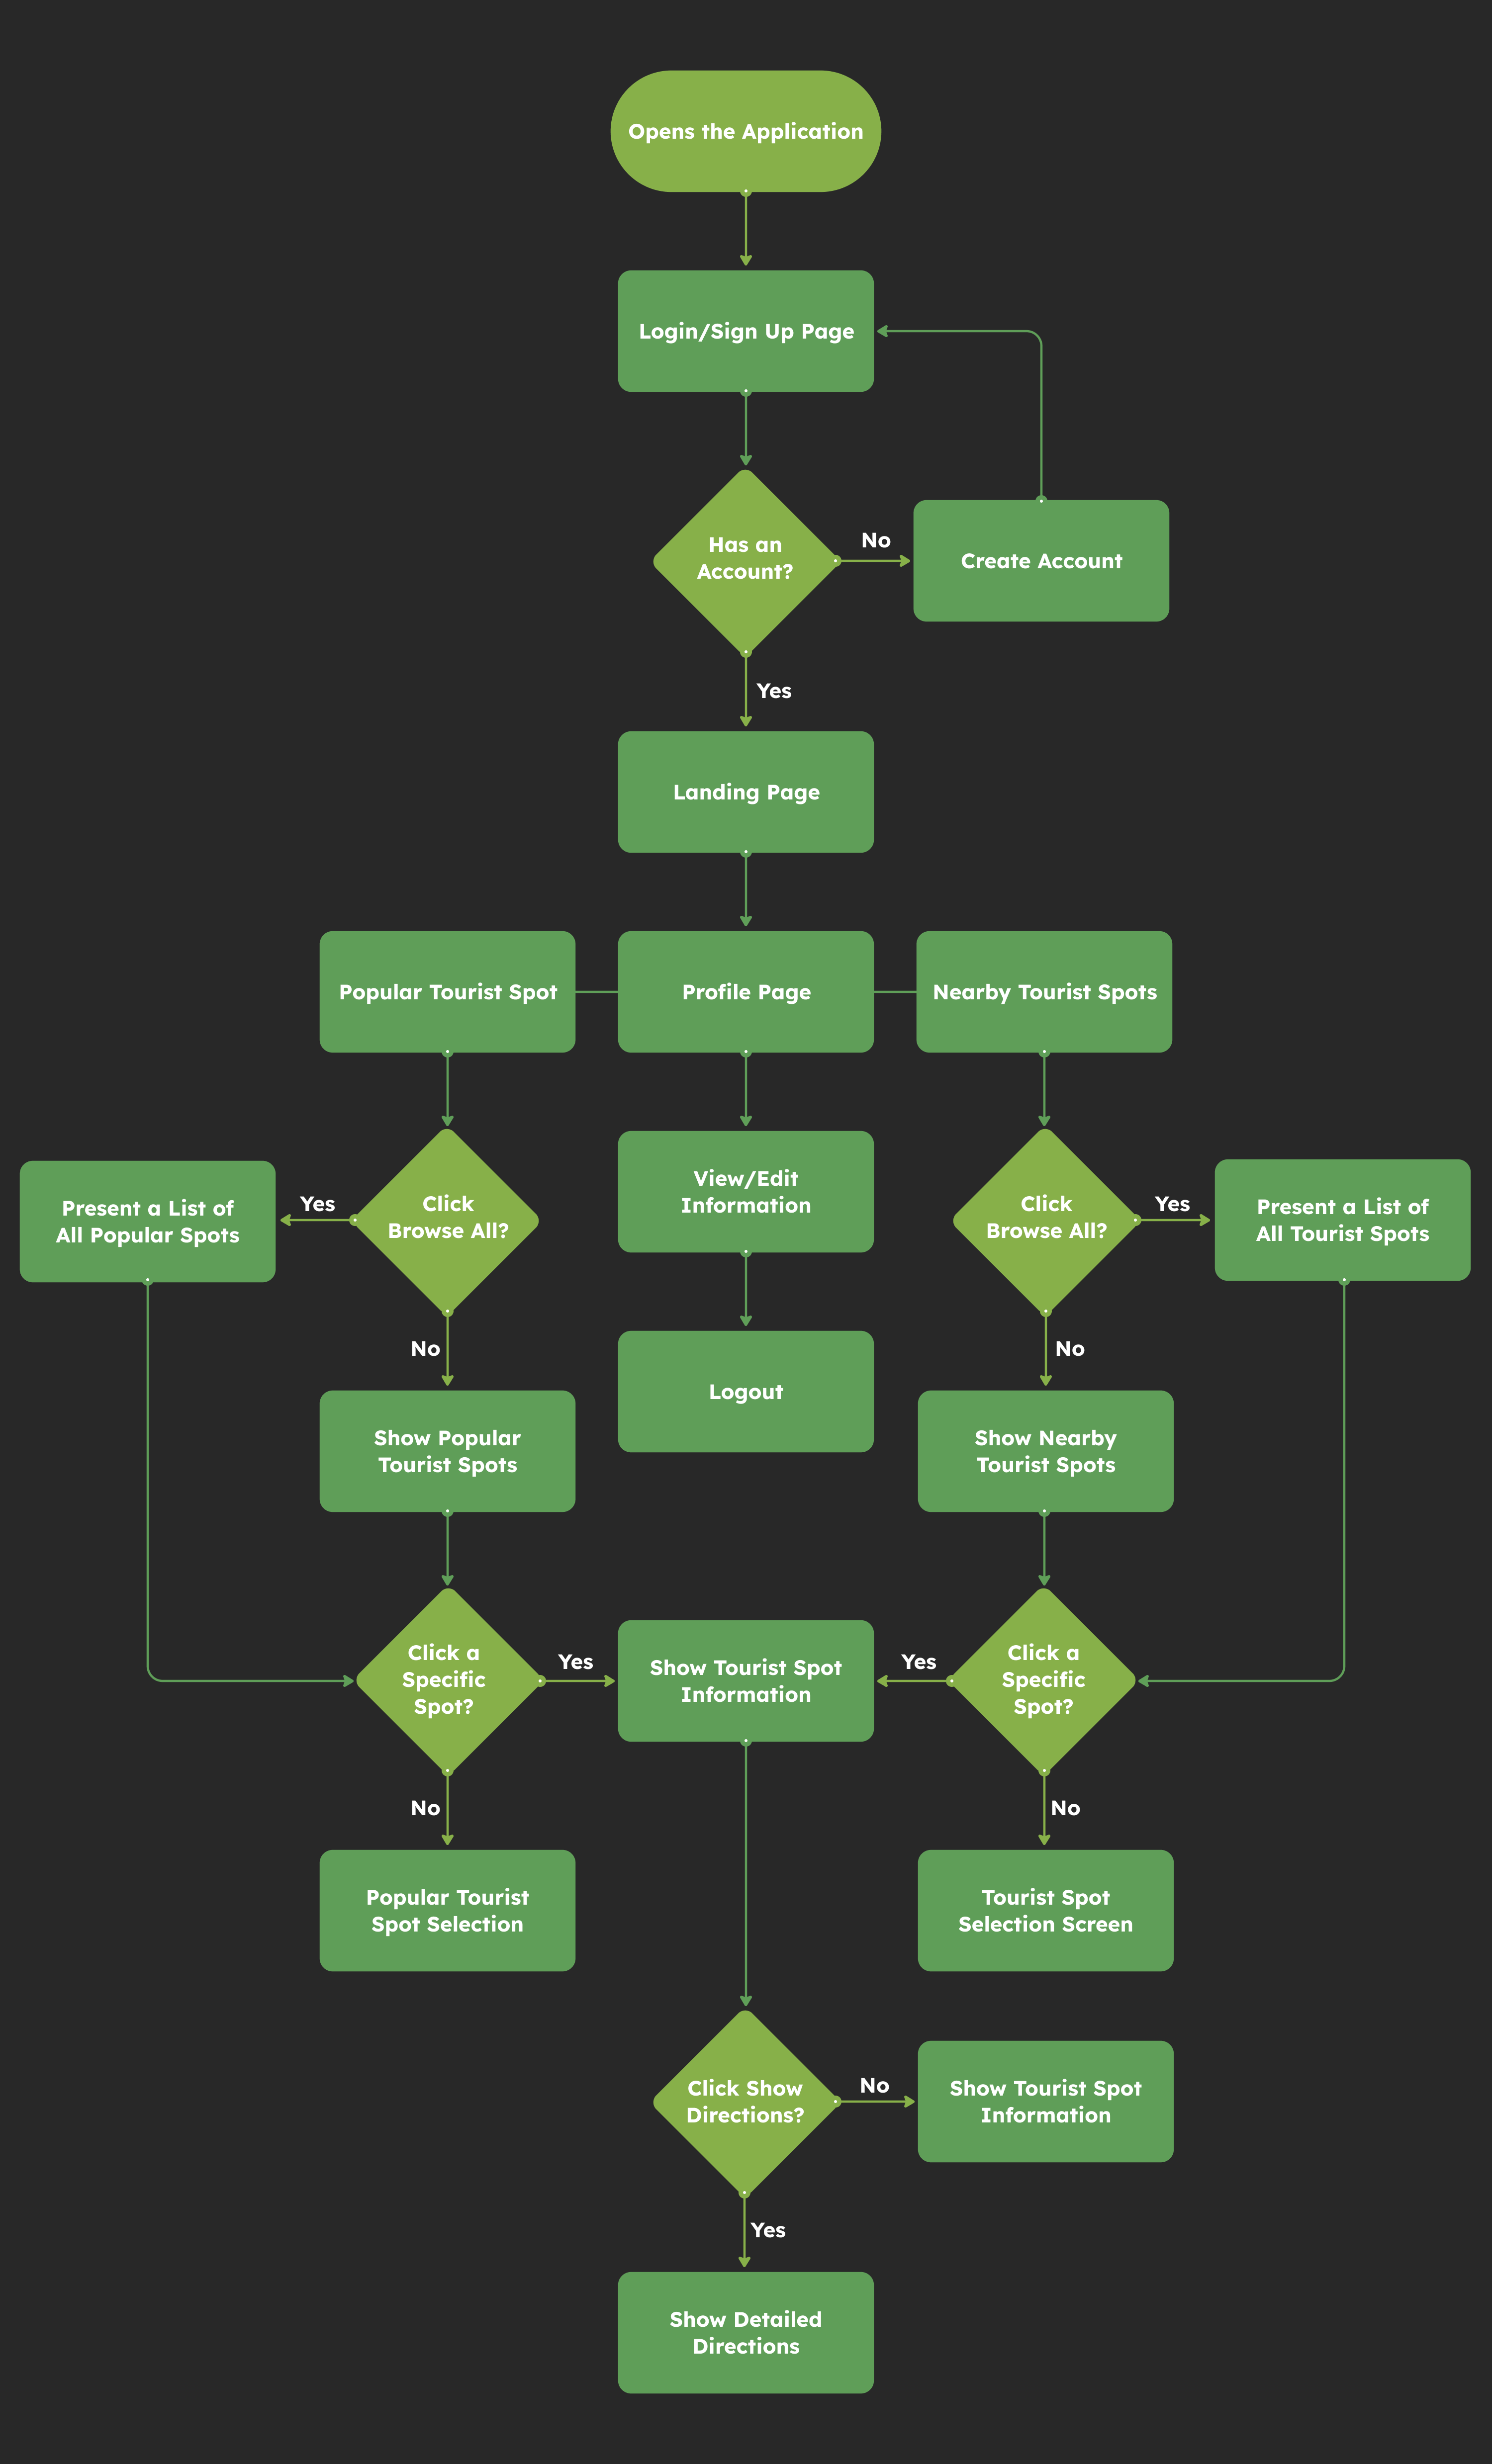 Opens the Application
Login/Sign Up Page
Has an
Account?
No
Create Account
Yes
Landing Page
Popular Tourist Spot
Profile Page
Nearby Tourist Spots
Present a List of
All Popular Spots
Yes
Click
Browse All?
View/Edit
Information
Click
Browse All?
Yes
Present a List of
All Tourist Spots
No
No
Logout
Show Popular
Tourist Spots
Show Nearby
Tourist Spots
Click a
Specific
Spot?
Yes
Show Tourist Spot
Information
Yes
Click a
Specific
Spot?
No
No
Popular Tourist
Spot Selection
Tourist Spot
Selection Screen
Click Show
Directions?
No
Show Tourist Spot
Information
Yes
Show Detailed
Directions